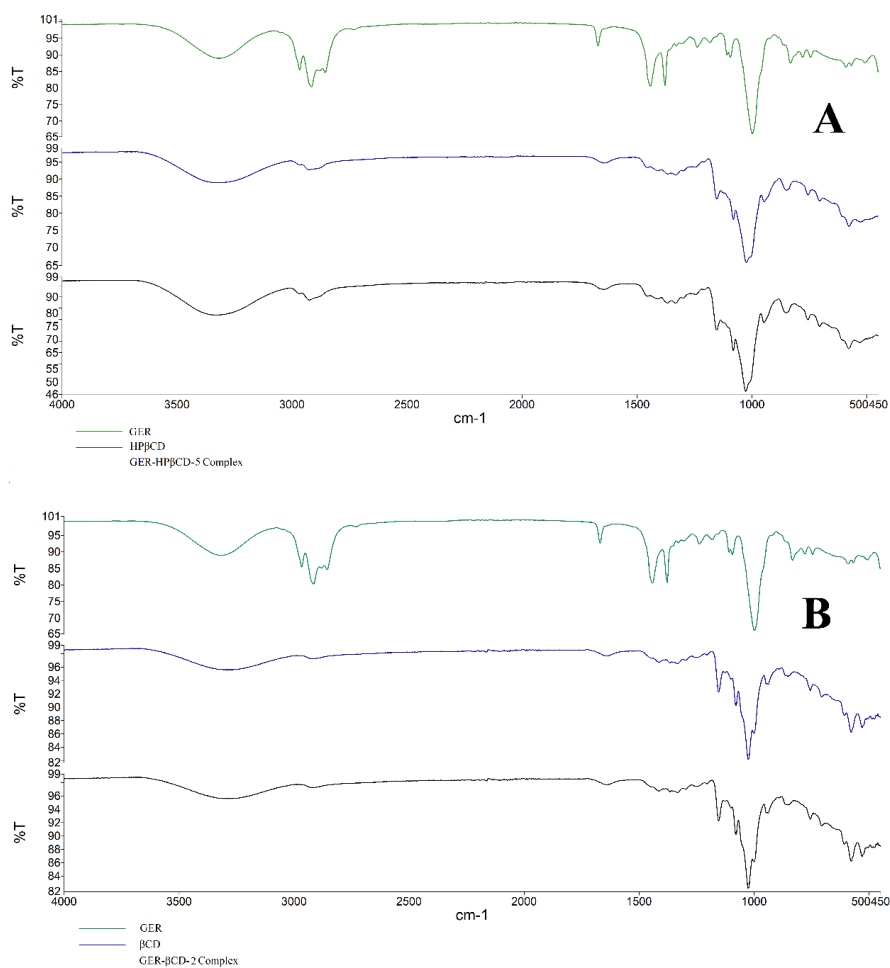 101
95
90
85
80
75
70
65
%T
A
99
95
90
85
80
75
70
65
%T
99
90
80
75
70
65
55
50
46
%T
4000 3500 3000 2500 2000 1500 1000 500450
cm-1
GER
HPβCD
GER-HPβCD-5 Complex
101
95
90
85
80
75
70
65
%T
B
99
96
94
92
90
88
86
84
82
%T
99
96
94
92
90
88
86
84
82
%T
4000 3500 3000 2500 2000 1500 1000 500450
cm-1
GER
βCD
GER-βCD-2 Complex